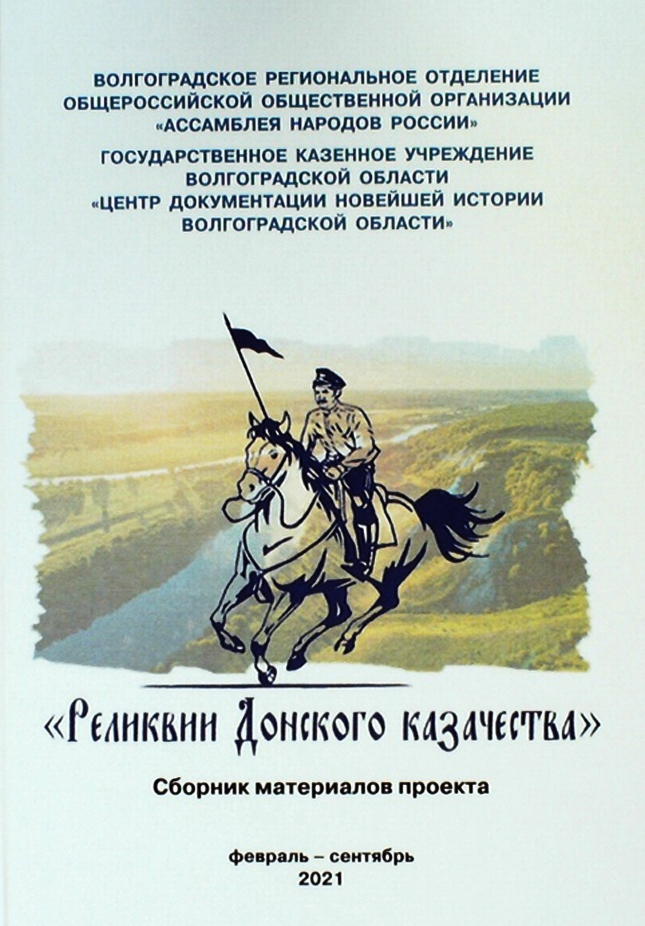 ВОЛГОГРАДСКОЕ РЕГИОНАЛЬНОЕ ОТДЕЛЕНИЕ
ОБЩЕРОССИЙСКОЙ ОБЩЕСТВЕННОЙ ОРГАНИЗАЦИИ
«АССАМБЛЕЯ НАРОДОВ РОССИИ»
ГОСУДАРСТВЕННОЕ КАЗЕННОЕ УЧРЕЖДЕНИЕ
ВОЛГОГРАДСКОЙ ОБЛАСТИ
«ЦЕНТР ДОКУМЕНТАЦИИ НОВЕЙШЕЙ ИСТОРИИ
ВОЛГОГРАДСКОЙ ОБЛАСТИ»
«Реликвии Донского казачества»
Сборник материалов проекта
февраль – сентябрь
2021